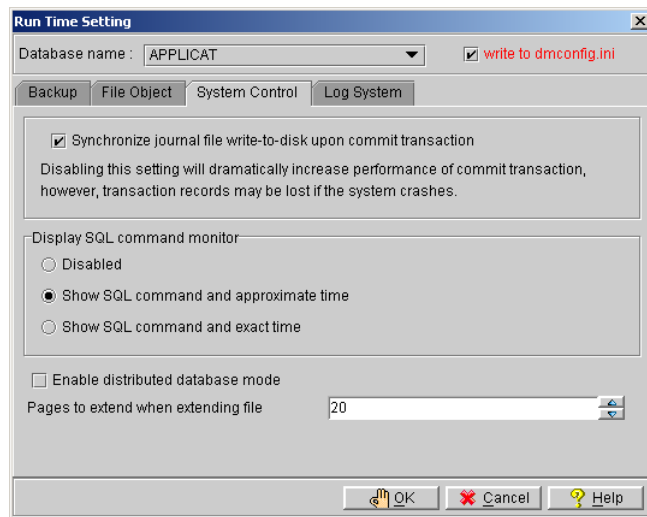 Run Time Setting
Database name : APPLICAT write to dmconfig.ini
Backup File Object System Control Log System
Synchronize journal file write-to-disk upon commit transaction
Disabling this setting will dramatically increase performance of commit transaction,
however, transaction records may be lost if the system crashes.
Display SQL command monitor
Disabled
Show SQL command and approximate time
Show SQL command and exact time
Enable distributed database mode
Pages to extend when extending file 20
OK Cancel Help